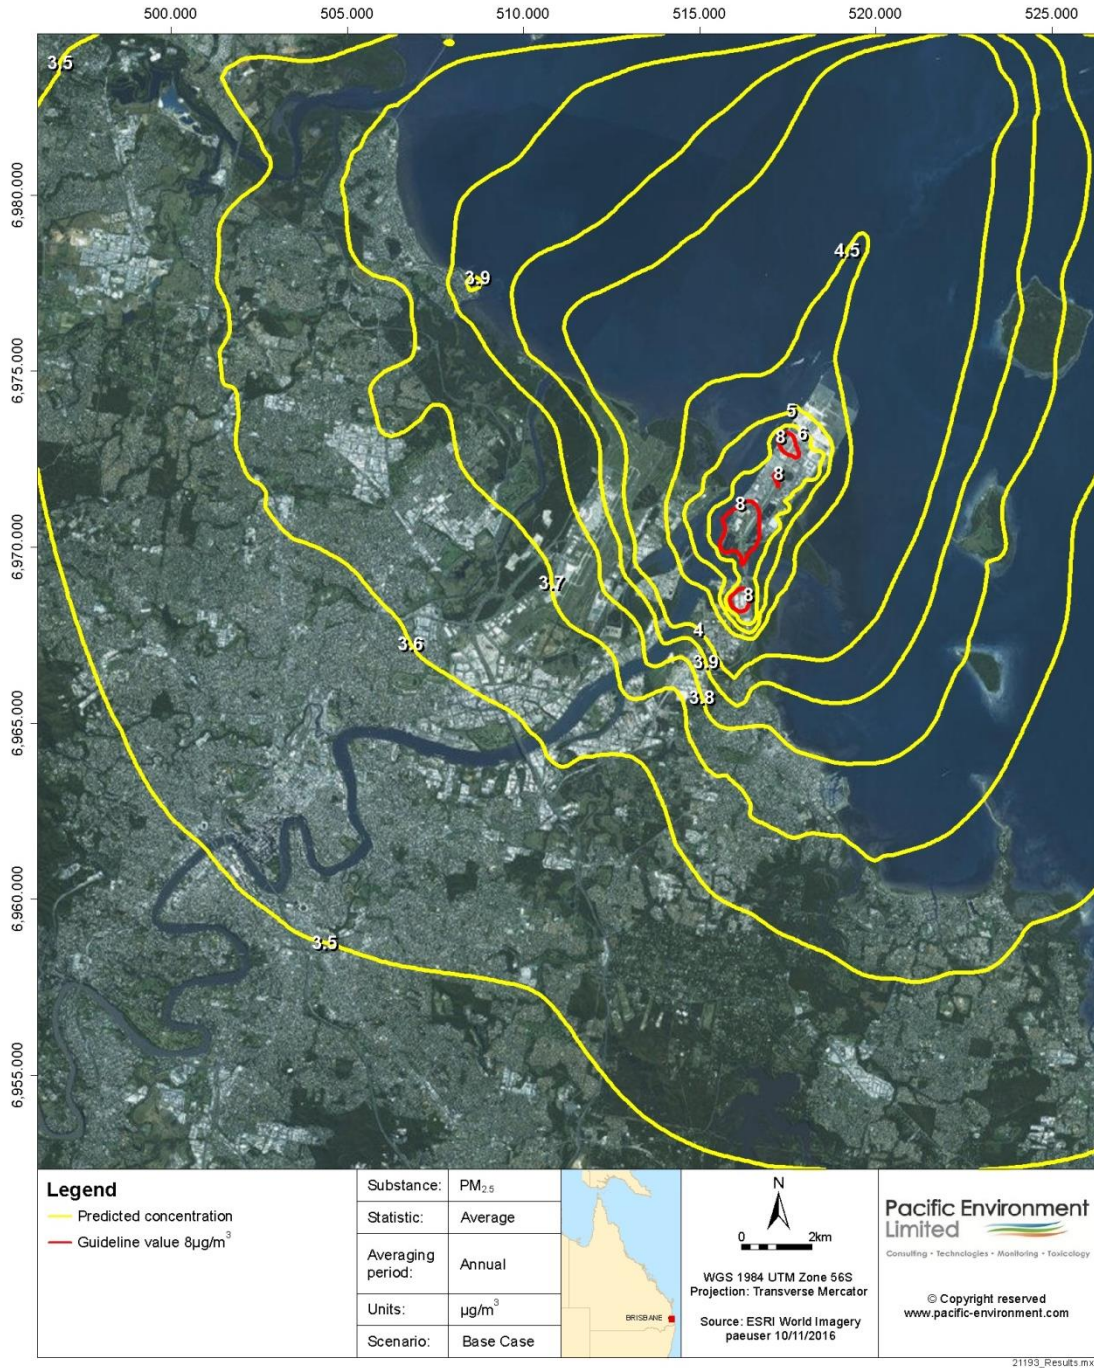 500.000 505.000 510.000 515.000 520.000 525.000
6,980.000
6,975.000
6,970.000
6,965.000
6,960.000
6,955.000
3.5
4.5
3.9
5
8 6
8
8
3.7
8
4
3.6
3.9
3.8
3.5
Legend
Predicted concentration
Guideline value 8µg/m³
Substance: PM₂.₅
Statistic: Average
Averaging period: Annual
Units: µg/m³
Scenario: Base Case
BRISBANE
N
0 2km
WGS 1984 UTM Zone 56S
Projection: Transverse Mercator
Source: ESRI World Imagery
paeuser 10/11/2016
Pacific Environment
Limited
Consulting • Technologies • Monitoring • Toxicology
© Copyright reserved
www.pacific-environment.com